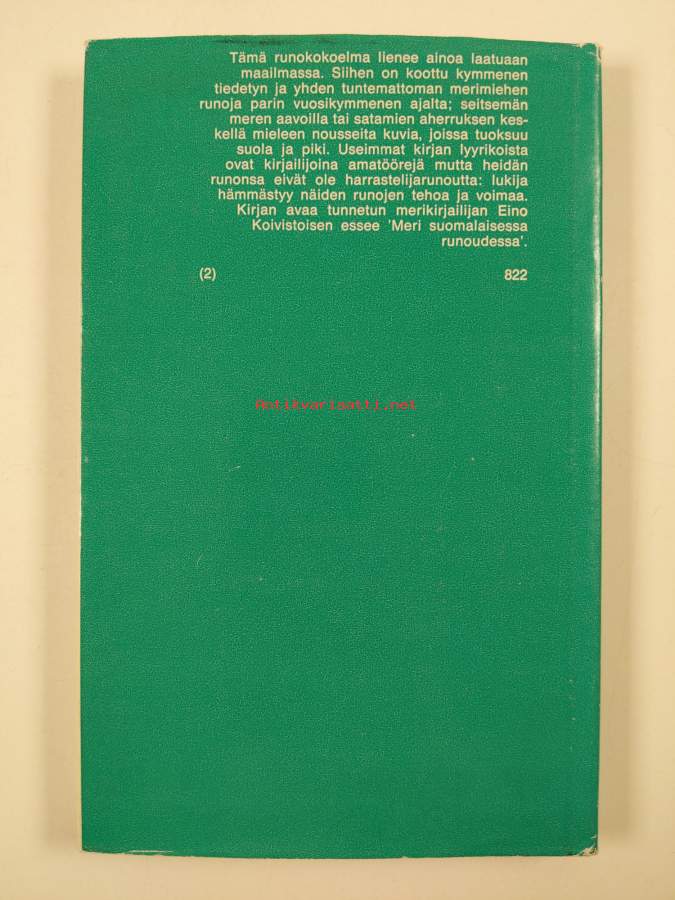 Tämä runokokoelma lienee ainoa laatuaan
maailmassa. Siihen on koottu kymmenen
tiedetyn ja yhden tuntemattoman merimiehen
runoja parin vuosikymmenen ajalta; seitsemän
meren aavoilla tai satamien aherruksen kes-
kellä mieleen nousseita kuvia, joissa tuoksuu
suola ja piki. Useimmat kirjan lyyrikoista
ovat kirjailijoina amatöörejä mutta heidän
runonsa eivät ole harrastelijarunoutta: lukija
hämmästyy näiden runojen tehoa ja voimaa.
Kirjan avaa tunnetun merikirjailijan Eino
Koivistoisen essee 'Meri suomalaisessa
runoudessa'.
(2) 822
Antikvariaatti.net